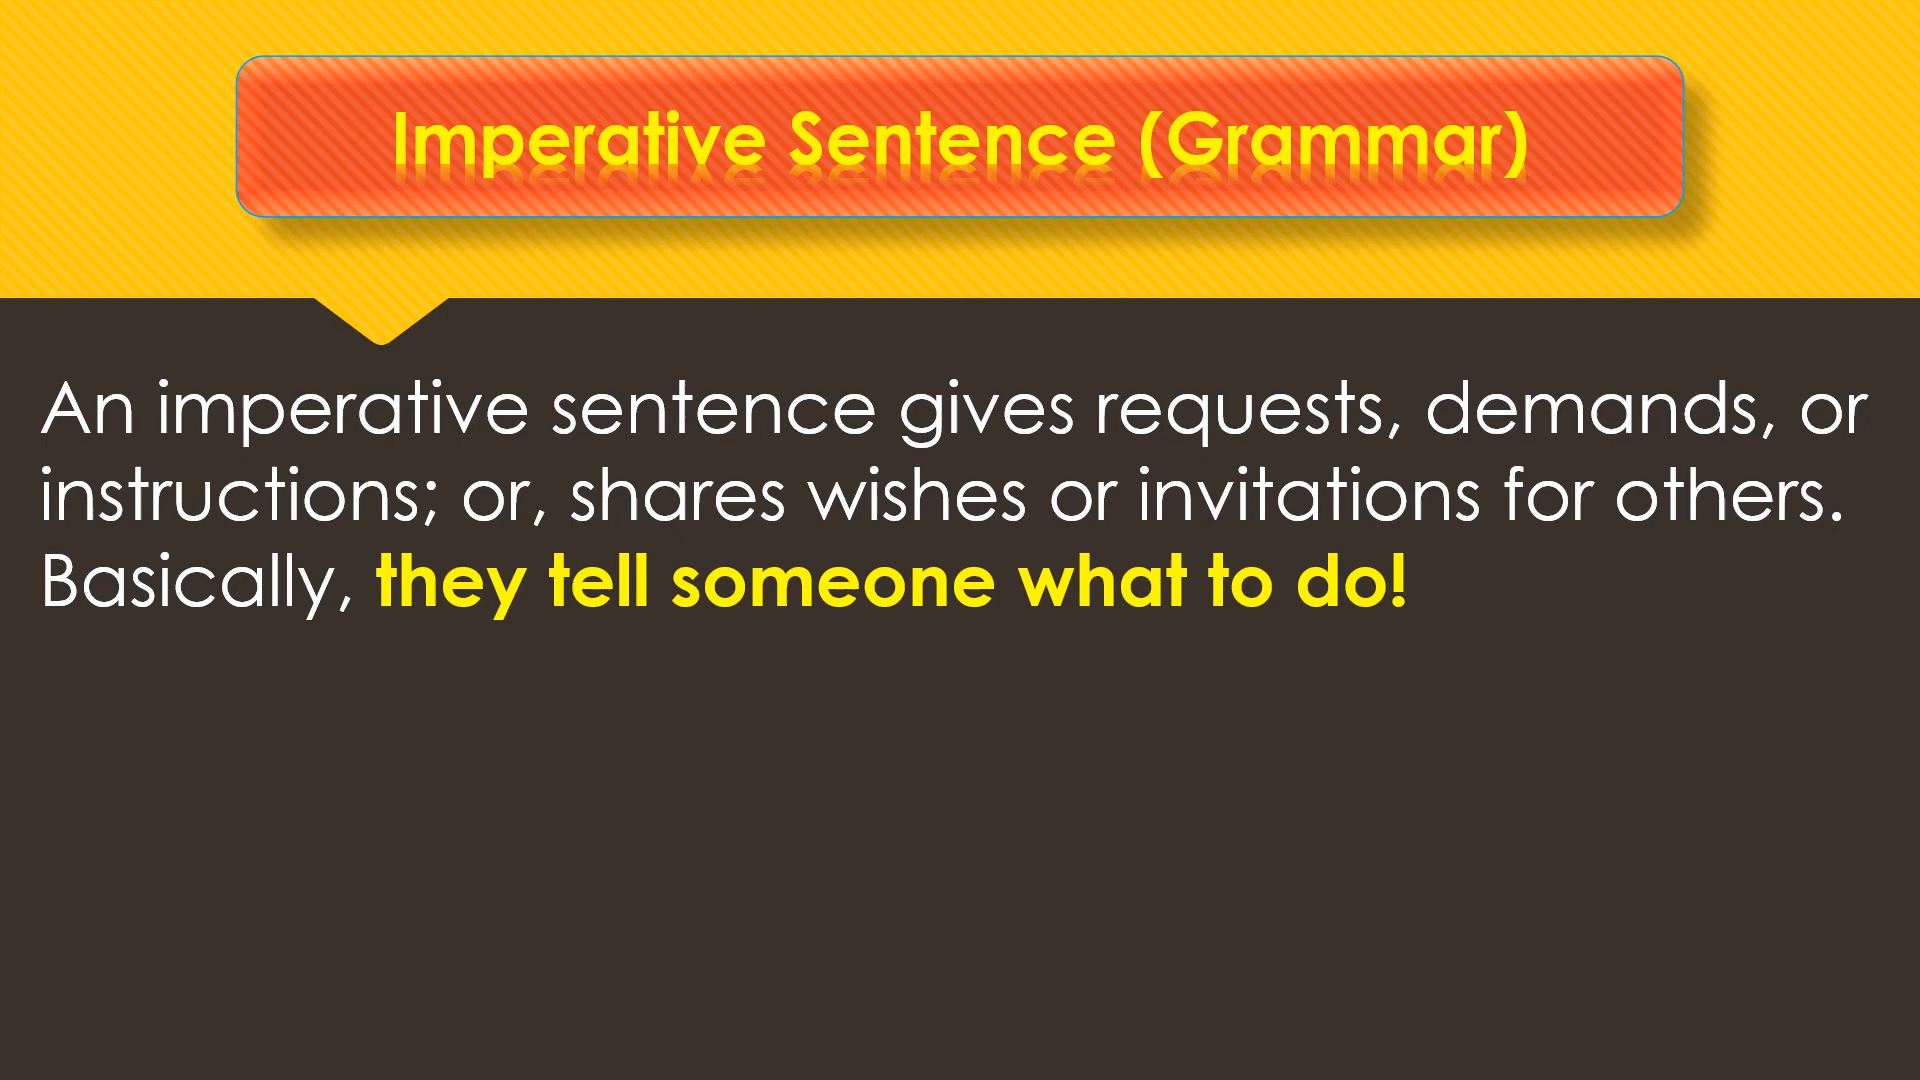 Imperative Sentence (Grammar)
An imperative sentence gives requests, demands, or
instructions; or, shares wishes or invitations for others.
Basically, they tell someone what to do!